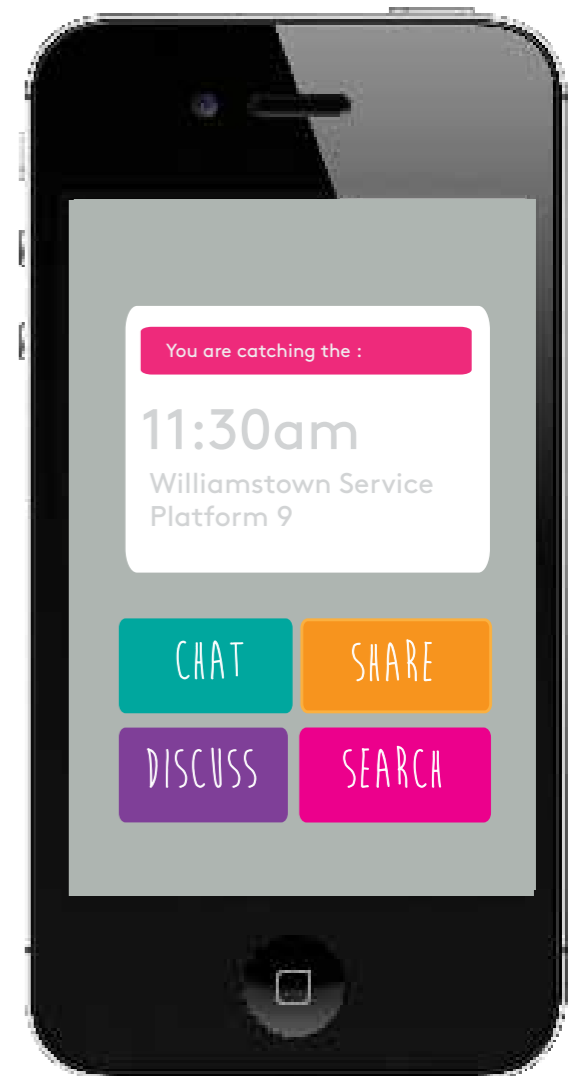 You are catching the :
11:30am
Williamstown Service
Platform 9
CHAT
SHARE
DISCUSS
SEARCH